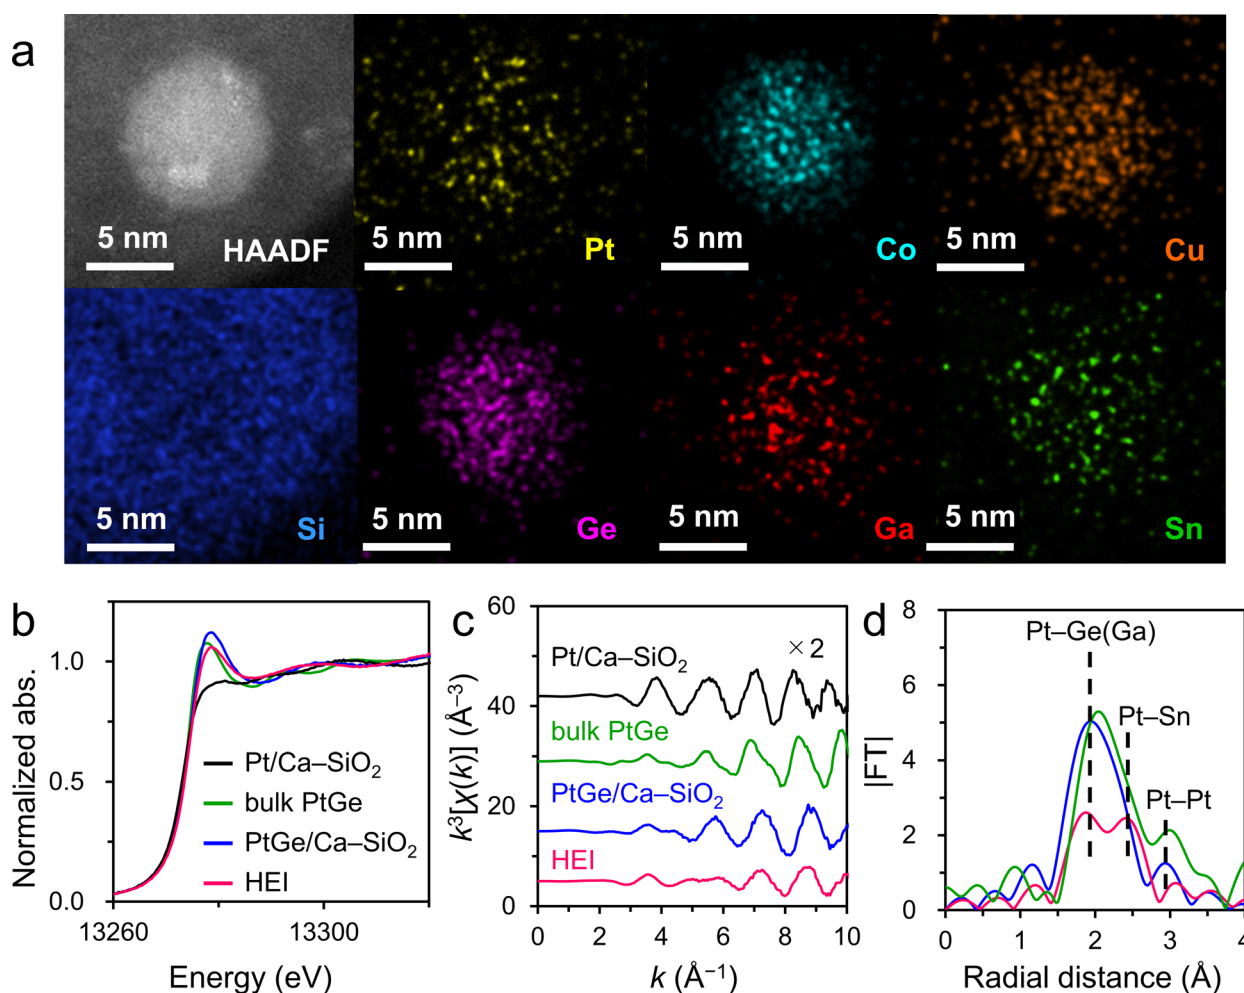 a
5 nm HAADF
5 nm Pt
5 nm Co
5 nm Cu
5 nm Si
5 nm Ge
5 nm Ga
5 nm Sn
b
Normalized abs.
1.0
0.5
0.0
13260 13300
Energy (eV)
Pt/Ca–SiO₂
bulk PtGe
PtGe/Ca–SiO₂
HEI
c
k³[χ(k)] (Å⁻³)
60
40
20
0
0 2 4 6 8 10
k (Å⁻¹)
Pt/Ca–SiO₂ ×2
bulk PtGe
PtGe/Ca–SiO₂
HEI
d
|FT|
8
6
4
2
0
0 1 2 3 4
Radial distance (Å)
Pt–Ge(Ga)
Pt–Sn
Pt–Pt